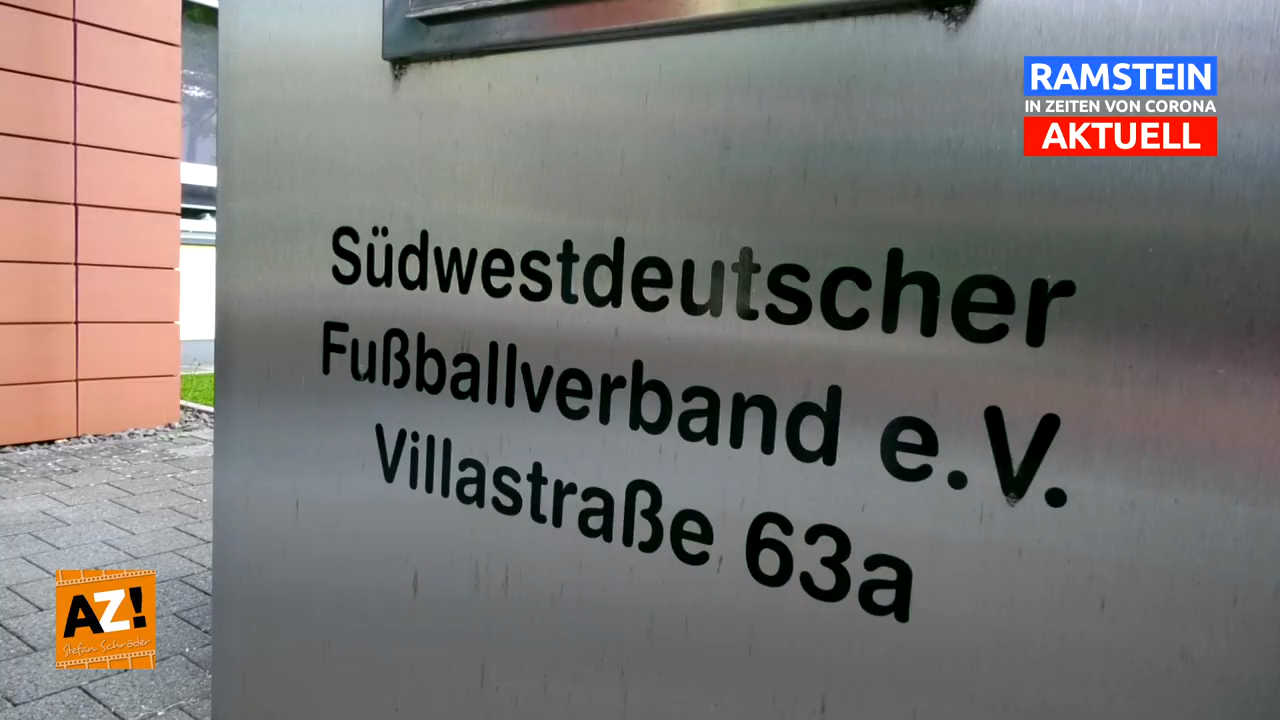 RAMSTEIN
IN ZEITEN VON CORONA
AKTUELL
Südwestdeutscher
Fußballverband e.V.
Villastraße 63a
AZ!
Stefan Schröder